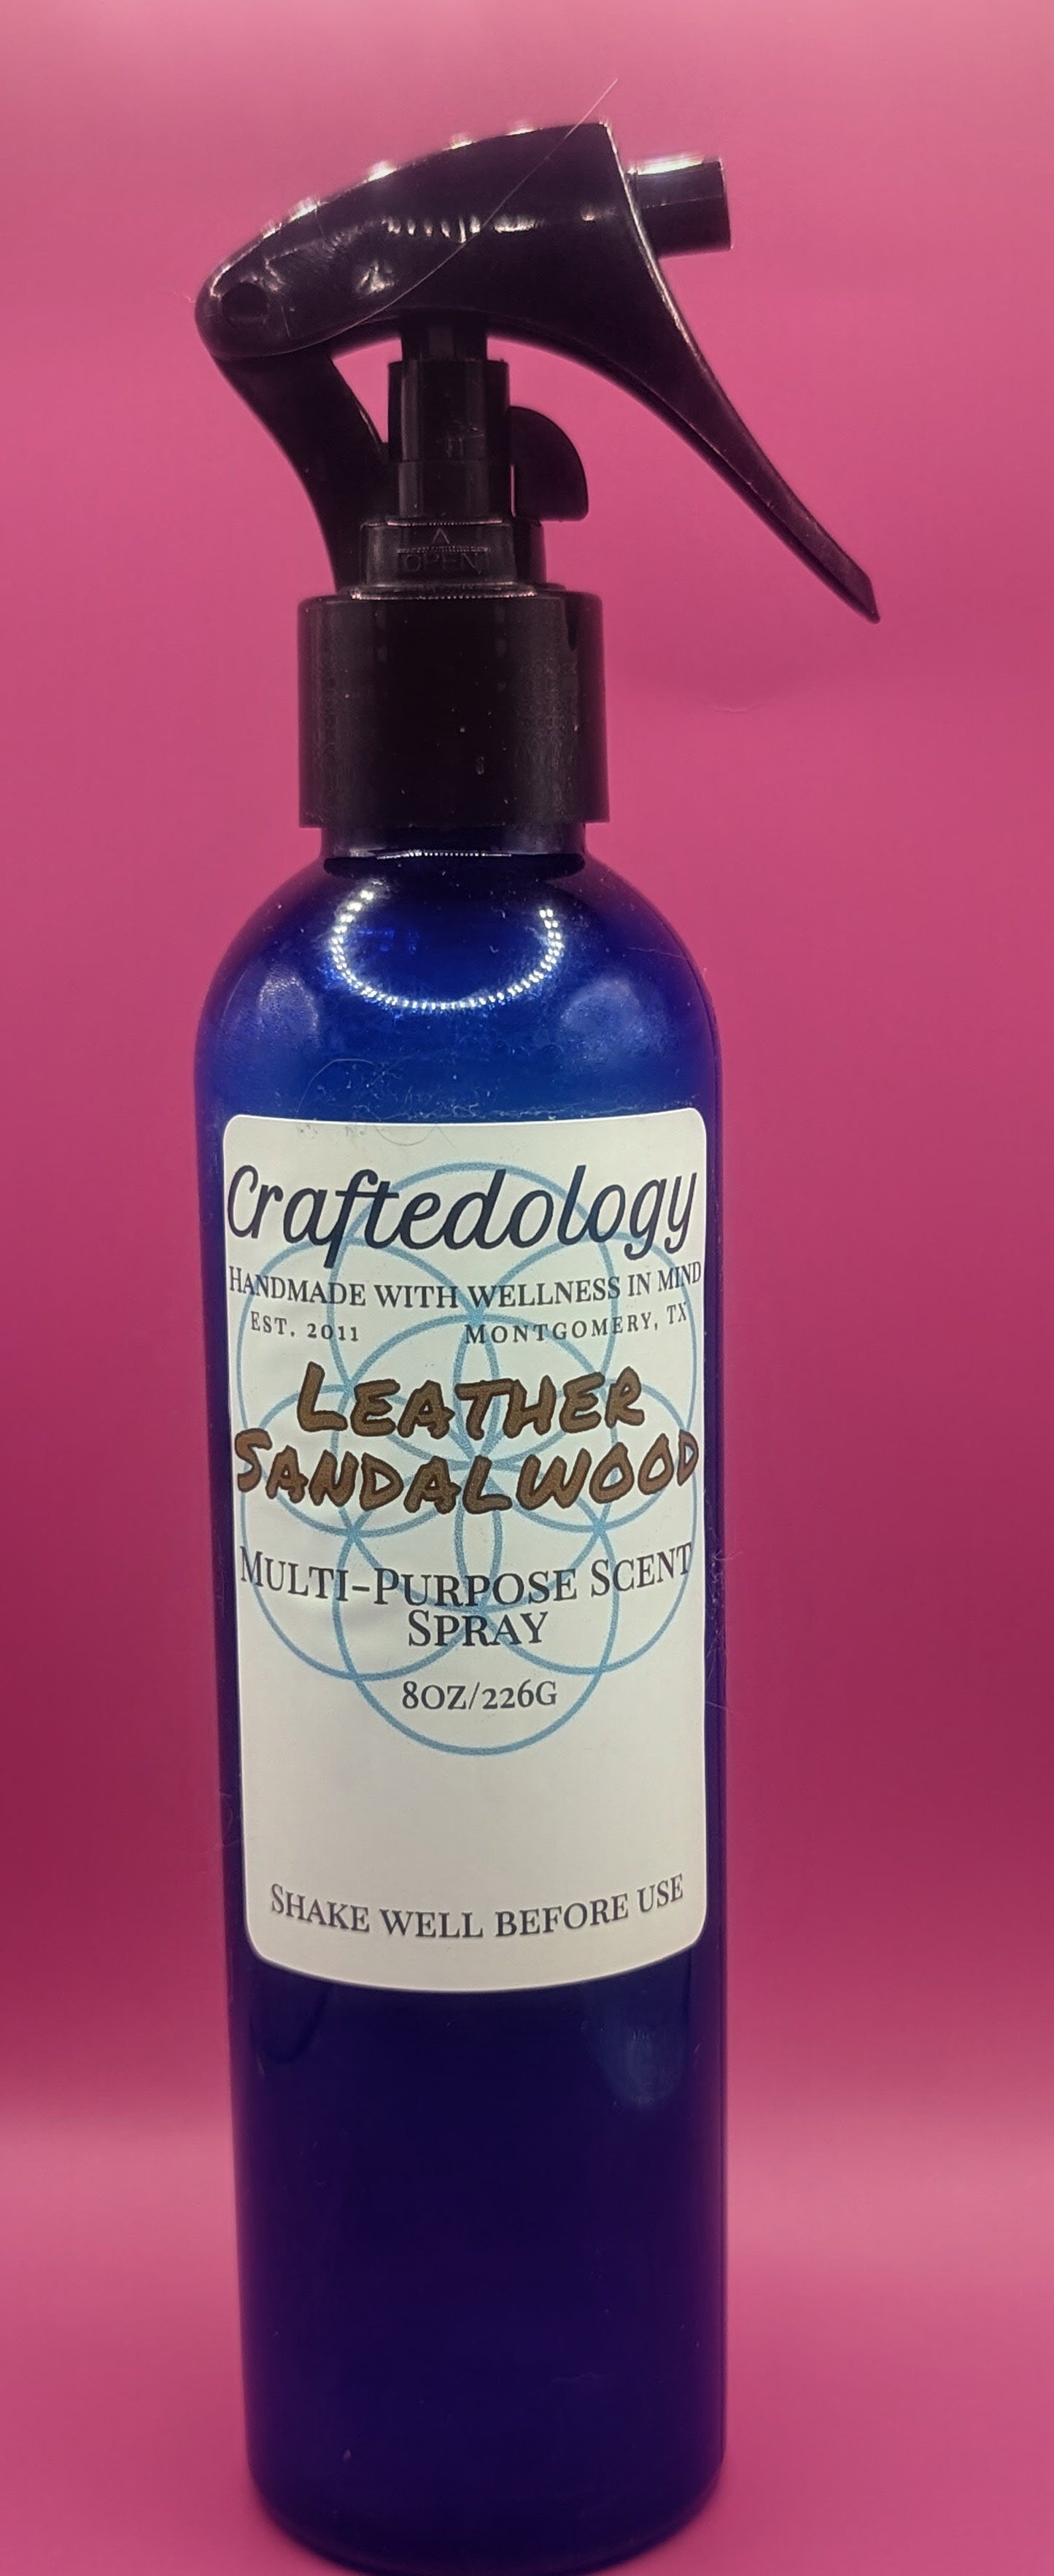 OPEN
Craftedology
HANDMADE WITH WELLNESS IN MIND
EST. 2011 MONTGOMERY, TX
LEATHER
SANDALWOOD
MULTI-PURPOSE SCENT
SPRAY
8OZ/226G
SHAKE WELL BEFORE USE